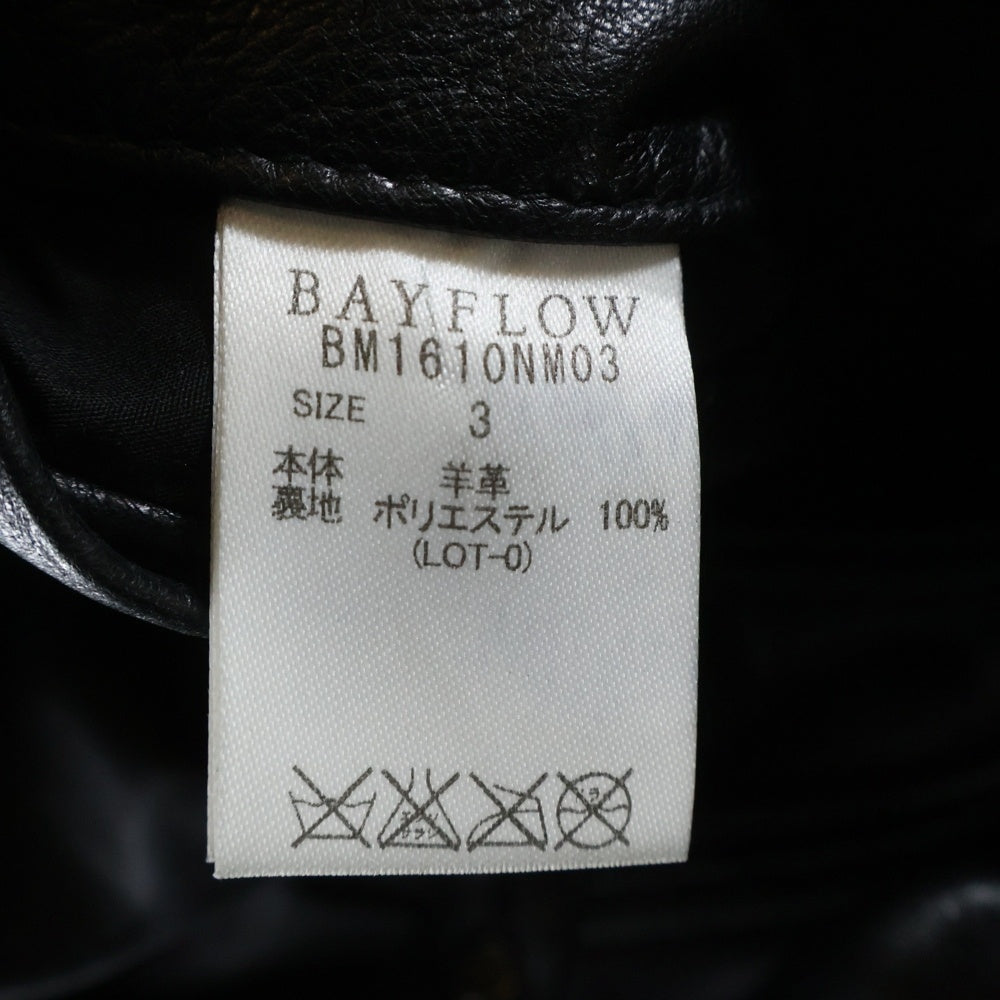 BAYFLOW
BM1610NM03
SIZE 3
本体 羊革
裏地 ポリエステル 100%
(LOT-0)